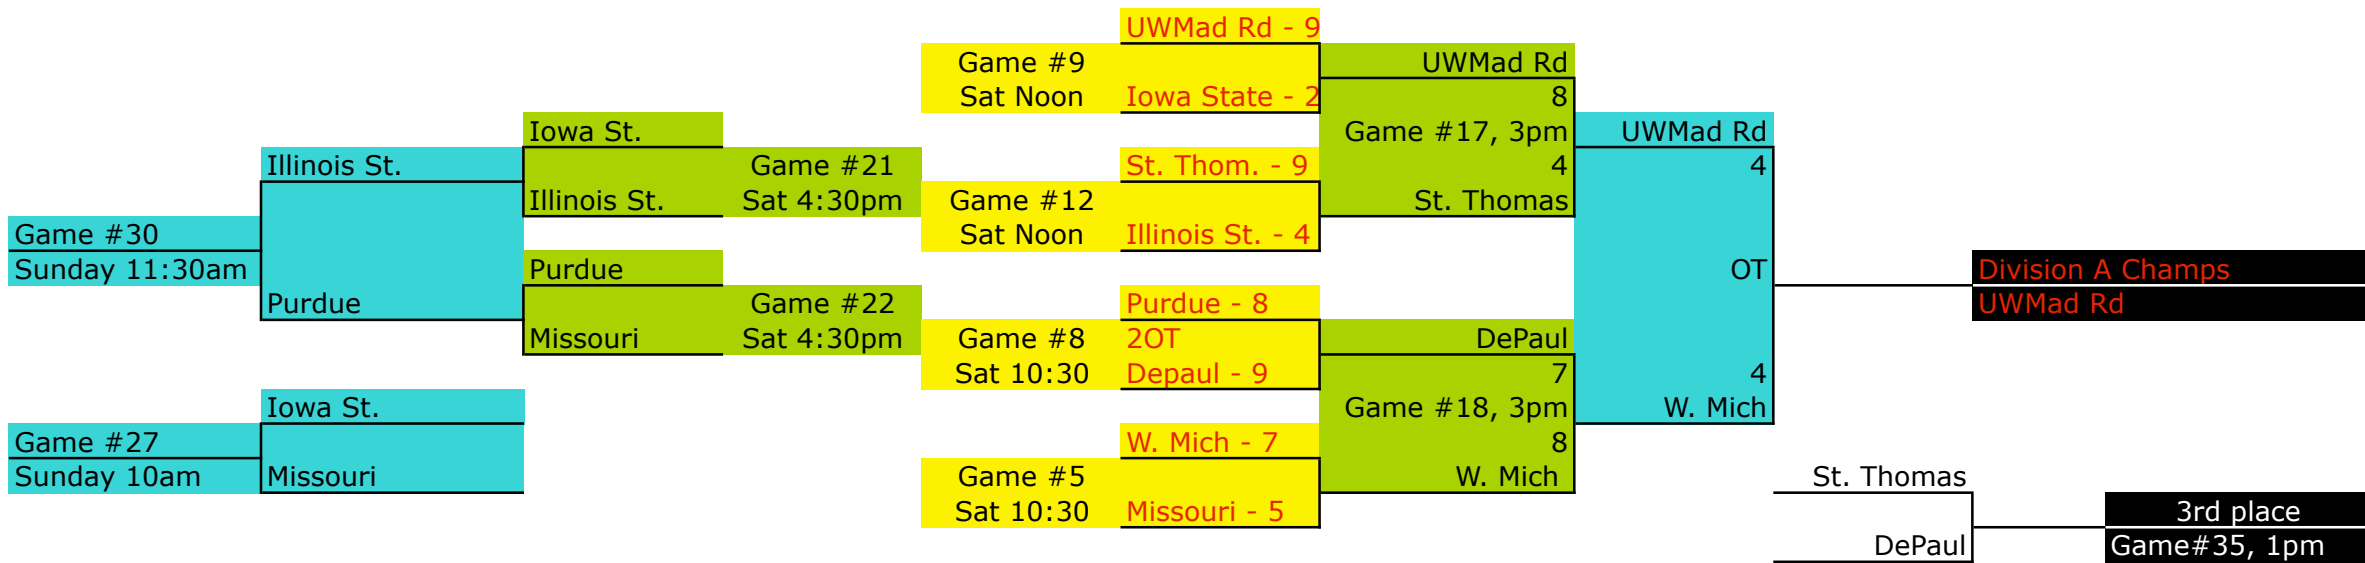 UWMad Rd - 9
Game #9
UWMad Rd
Sat Noon
Iowa State - 2
8
Iowa St.
Game #17, 3pm
UWMad Rd
Illinois St.
Game #21
St. Thom. - 9
4
4
Illinois St.
Sat 4:30pm
Game #12
St. Thomas
Game #30
Sat Noon
Illinois St. - 4
Sunday 11:30am
Purdue
OT
Division A Champs
Purdue
Game #22
Purdue - 8
UWMad Rd
Missouri
Sat 4:30pm
Game #8
2OT
DePaul
Sat 10:30
Depaul - 9
7
4
Iowa St.
Game #18, 3pm
W. Mich
Game #27
W. Mich - 7
8
Sunday 10am
Missouri
Game #5
W. Mich
St. Thomas
Sat 10:30
Missouri - 5
3rd place
DePaul
Game#35, 1pm